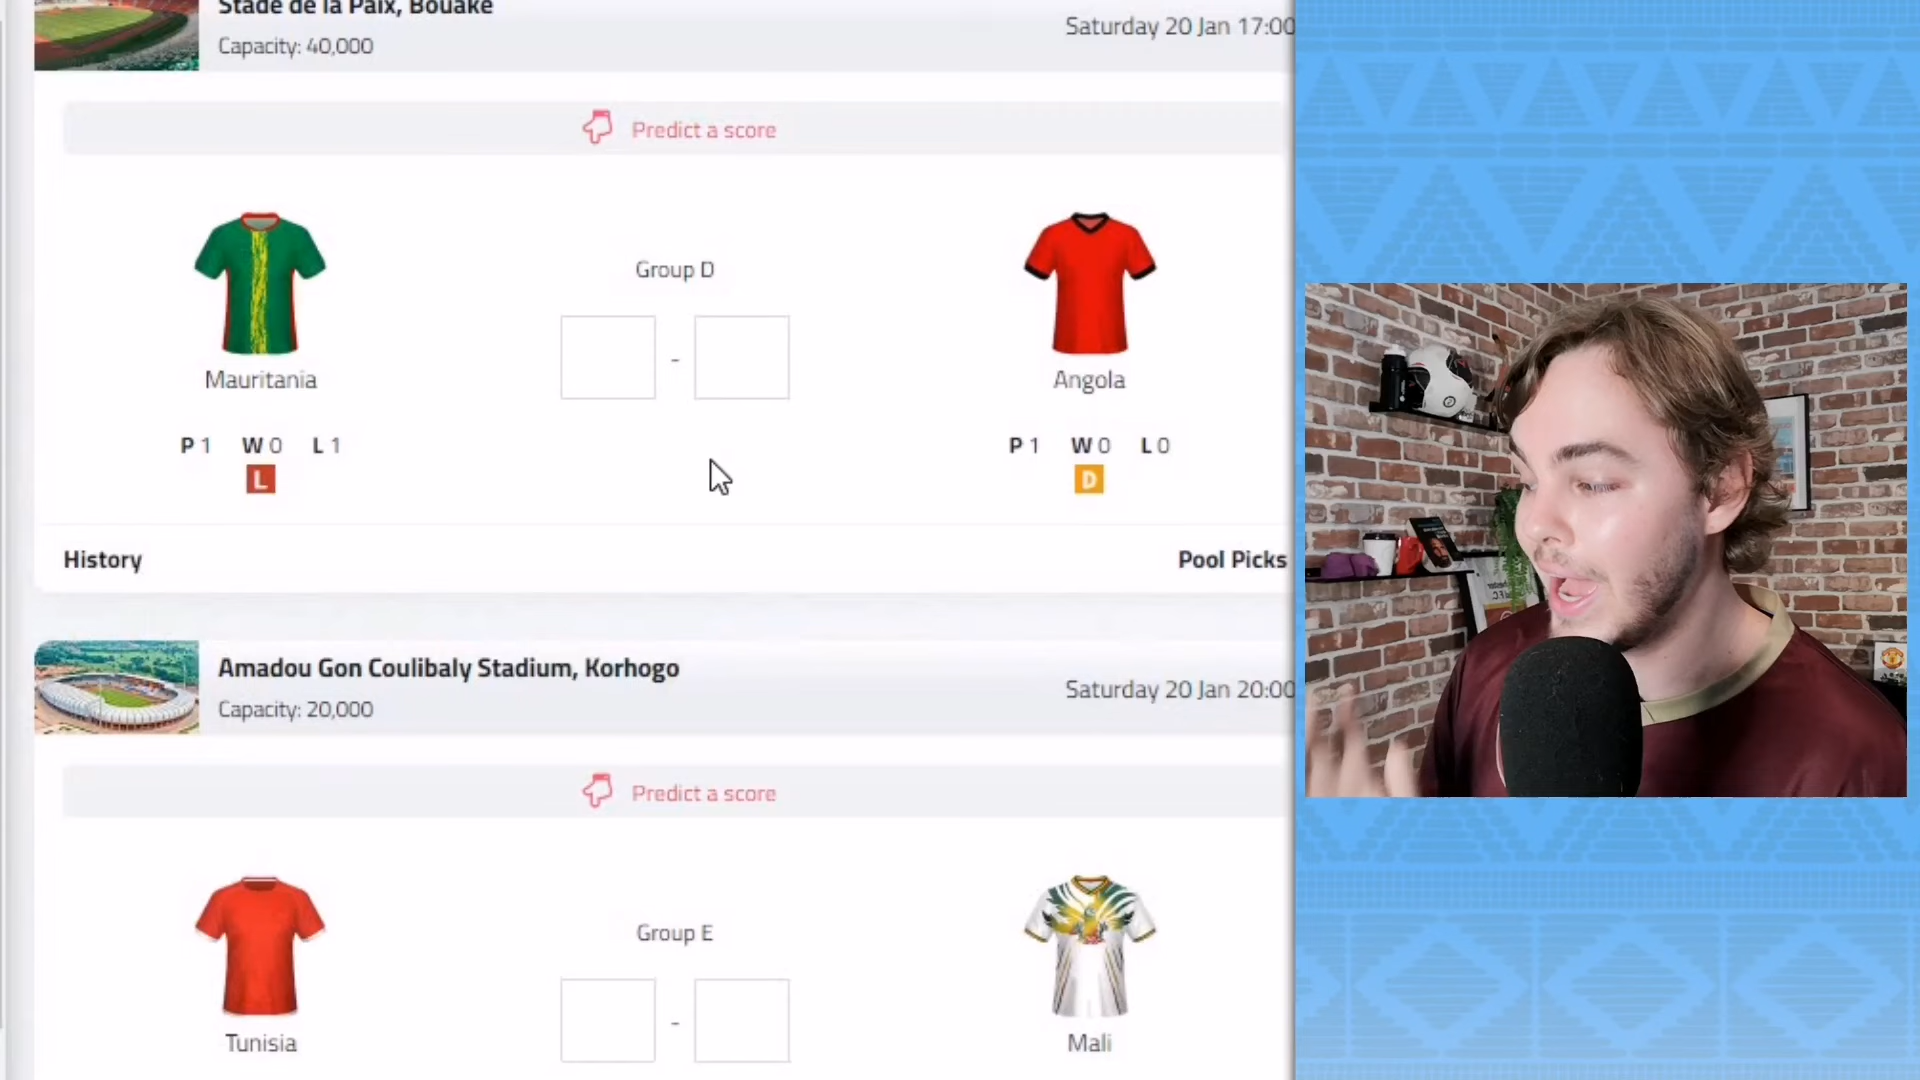 Stade de la Paix, Bouaké
Capacity: 40,000
Saturday 20 Jan 17:00
Predict a score
Group D
-
Mauritania
Angola
P 1 W 0 L 1
P 1 W 0 L 0
L
D
History
Pool Picks
Amadou Gon Coulibaly Stadium, Korhogo
Capacity: 20,000
Saturday 20 Jan 20:00
Predict a score
Group E
-
Tunisia
Mali